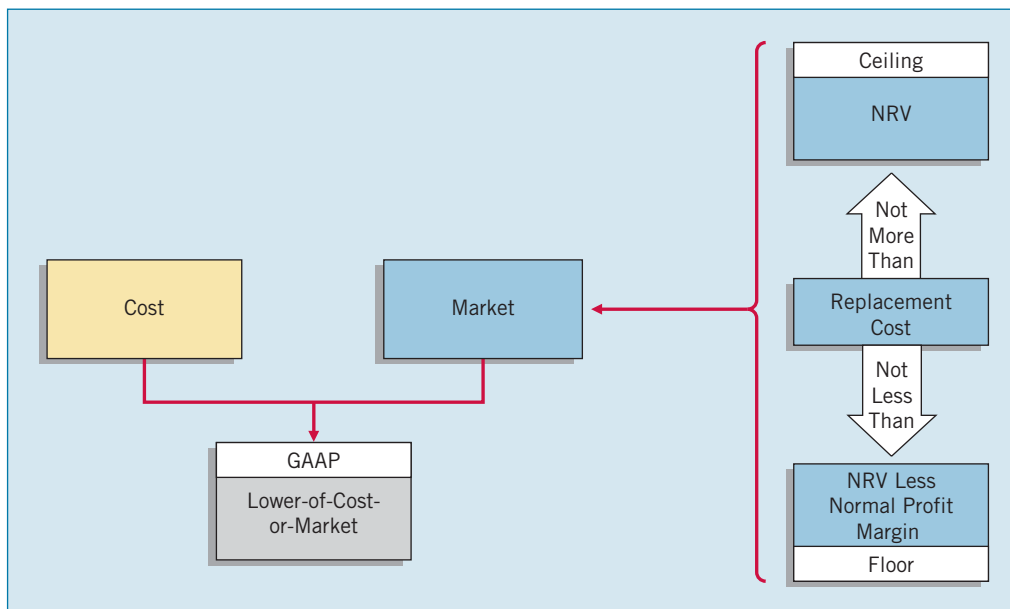 Ceiling
NRV
Not
More
Than
Cost
Market
Replacement
Cost
Not
Less
Than
GAAP
Lower-of-Cost-
or-Market
NRV Less
Normal Profit
Margin
Floor